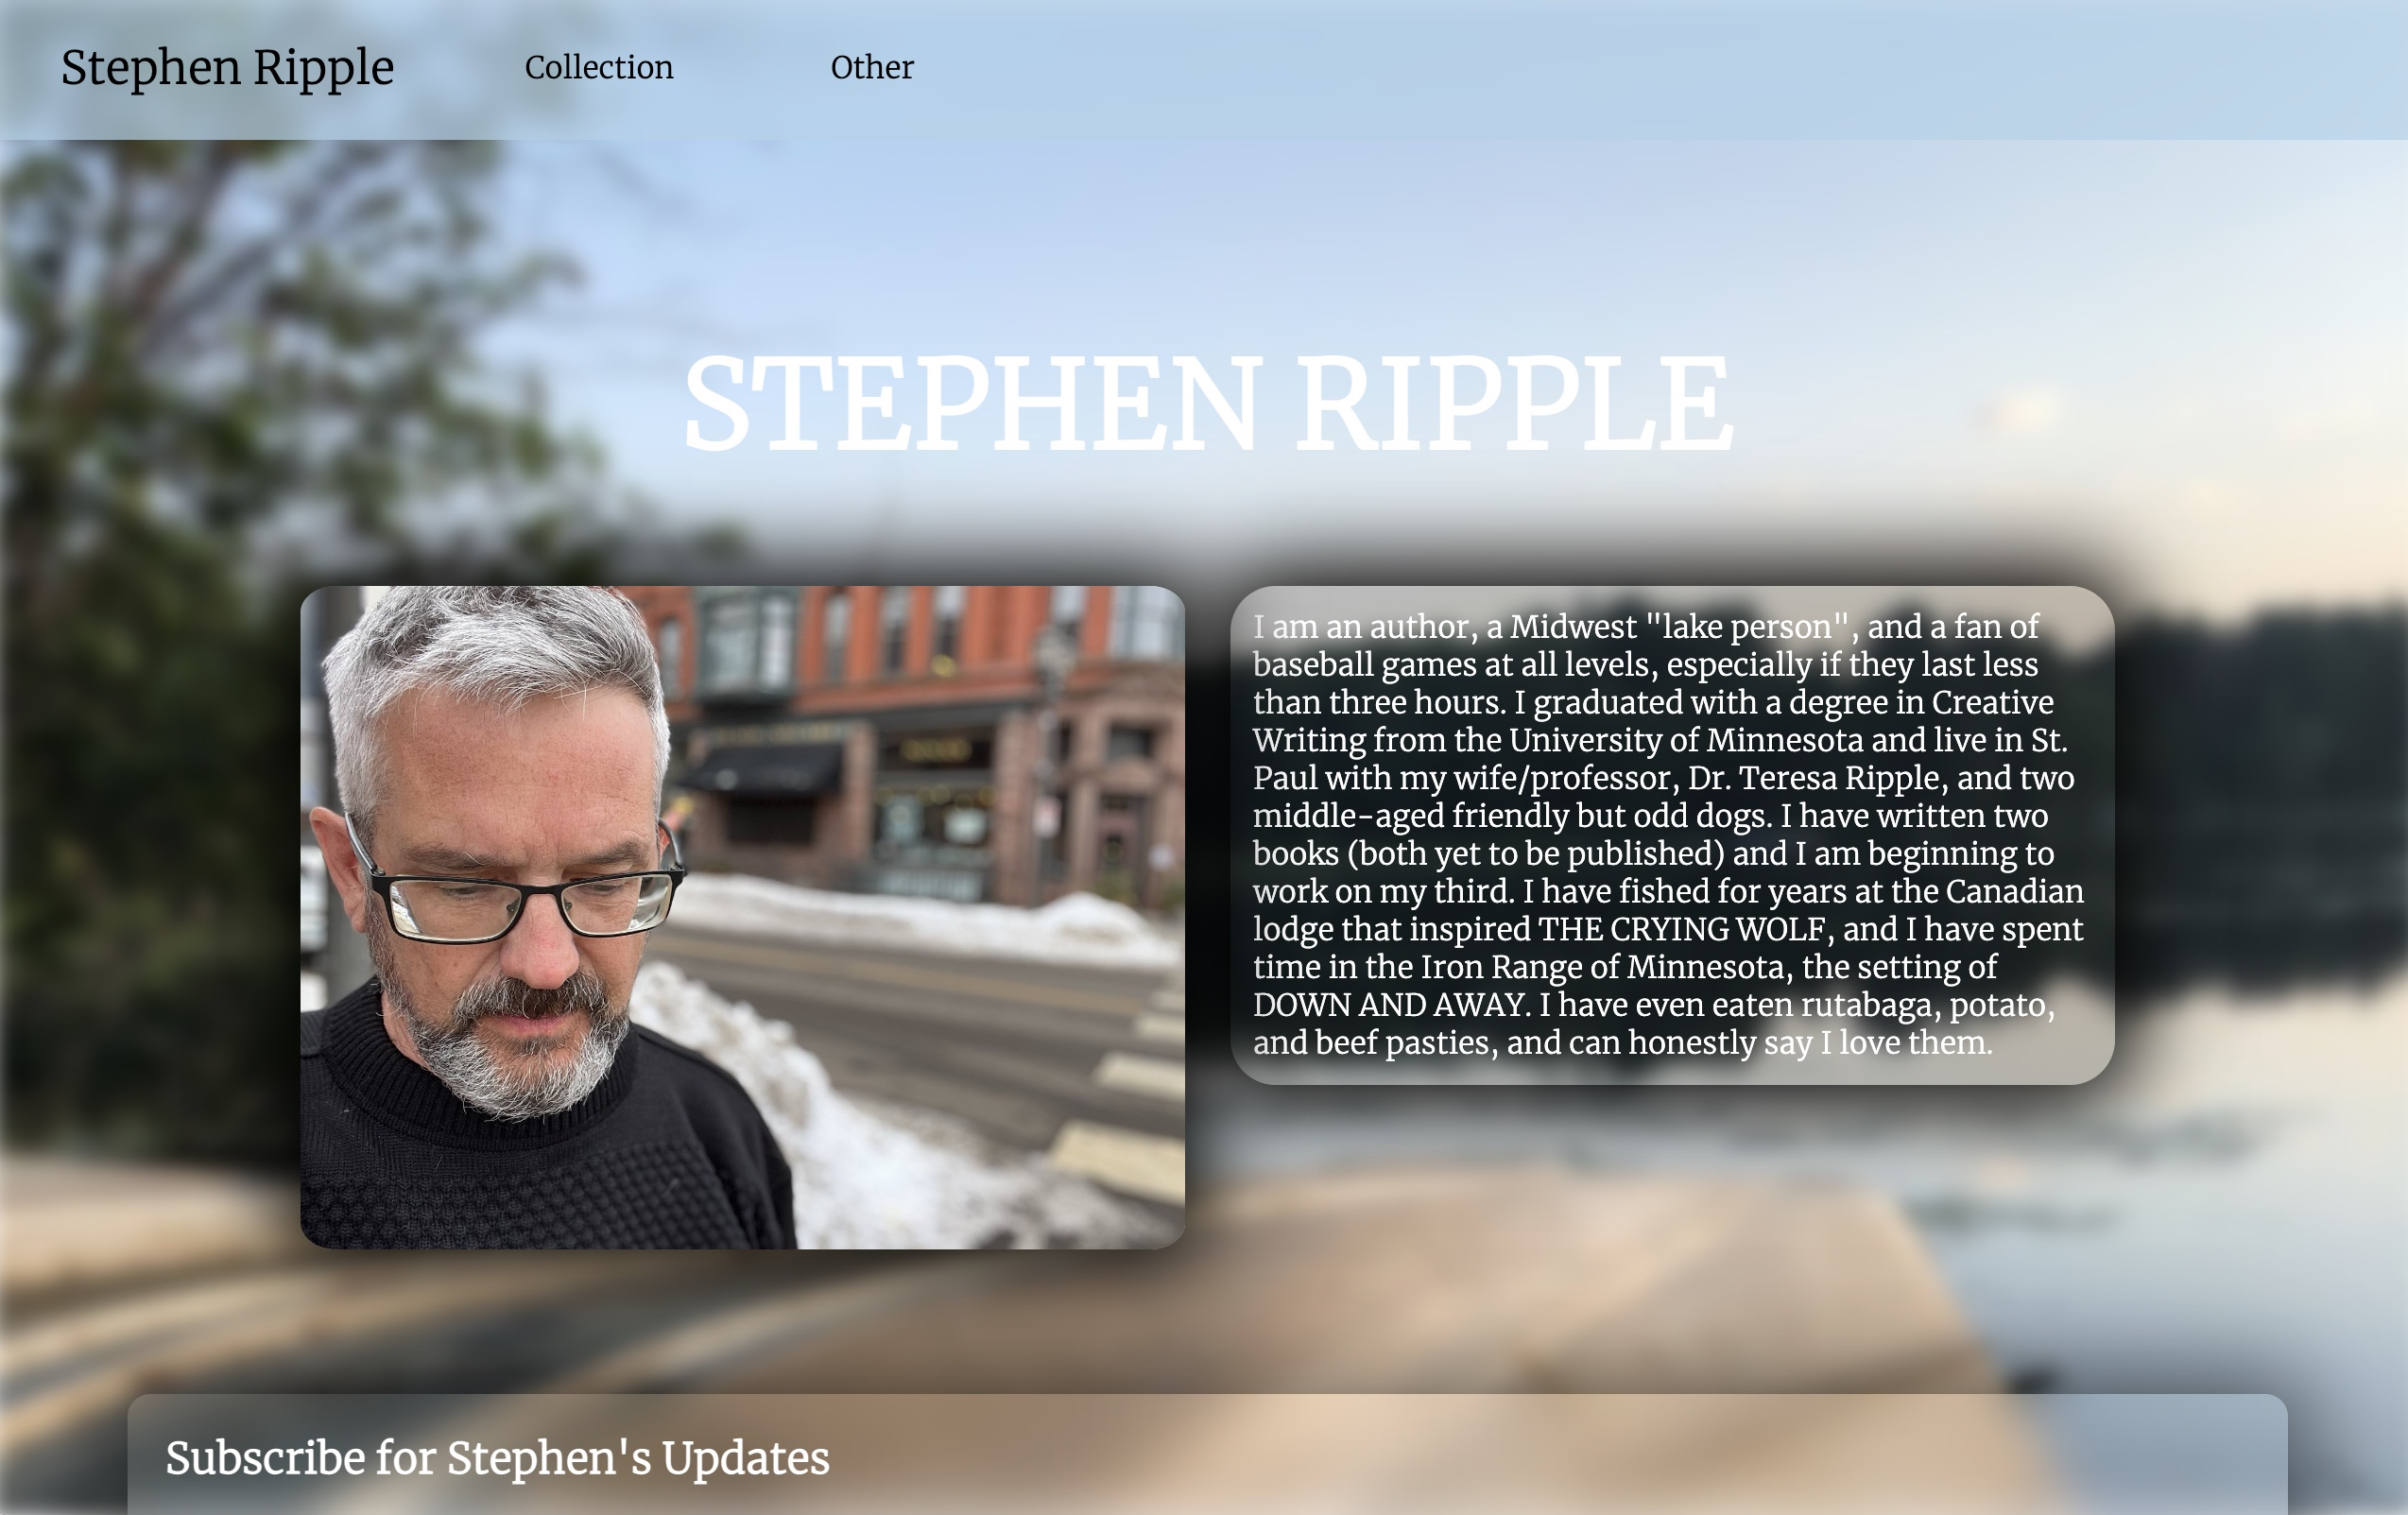 Stephen Ripple
Collection
Other
STEPHEN RIPPLE
I am an author, a Midwest "lake person", and a fan of
baseball games at all levels, especially if they last less
than three hours. I graduated with a degree in Creative
Writing from the University of Minnesota and live in St.
Paul with my wife/professor, Dr. Teresa Ripple, and two
middle-aged friendly but odd dogs. I have written two
books (both yet to be published) and I am beginning to
work on my third. I have fished for years at the Canadian
lodge that inspired THE CRYING WOLF, and I have spent
time in the Iron Range of Minnesota, the setting of
DOWN AND AWAY. I have even eaten rutabaga, potato,
and beef pasties, and can honestly say I love them.
Subscribe for Stephen's Updates